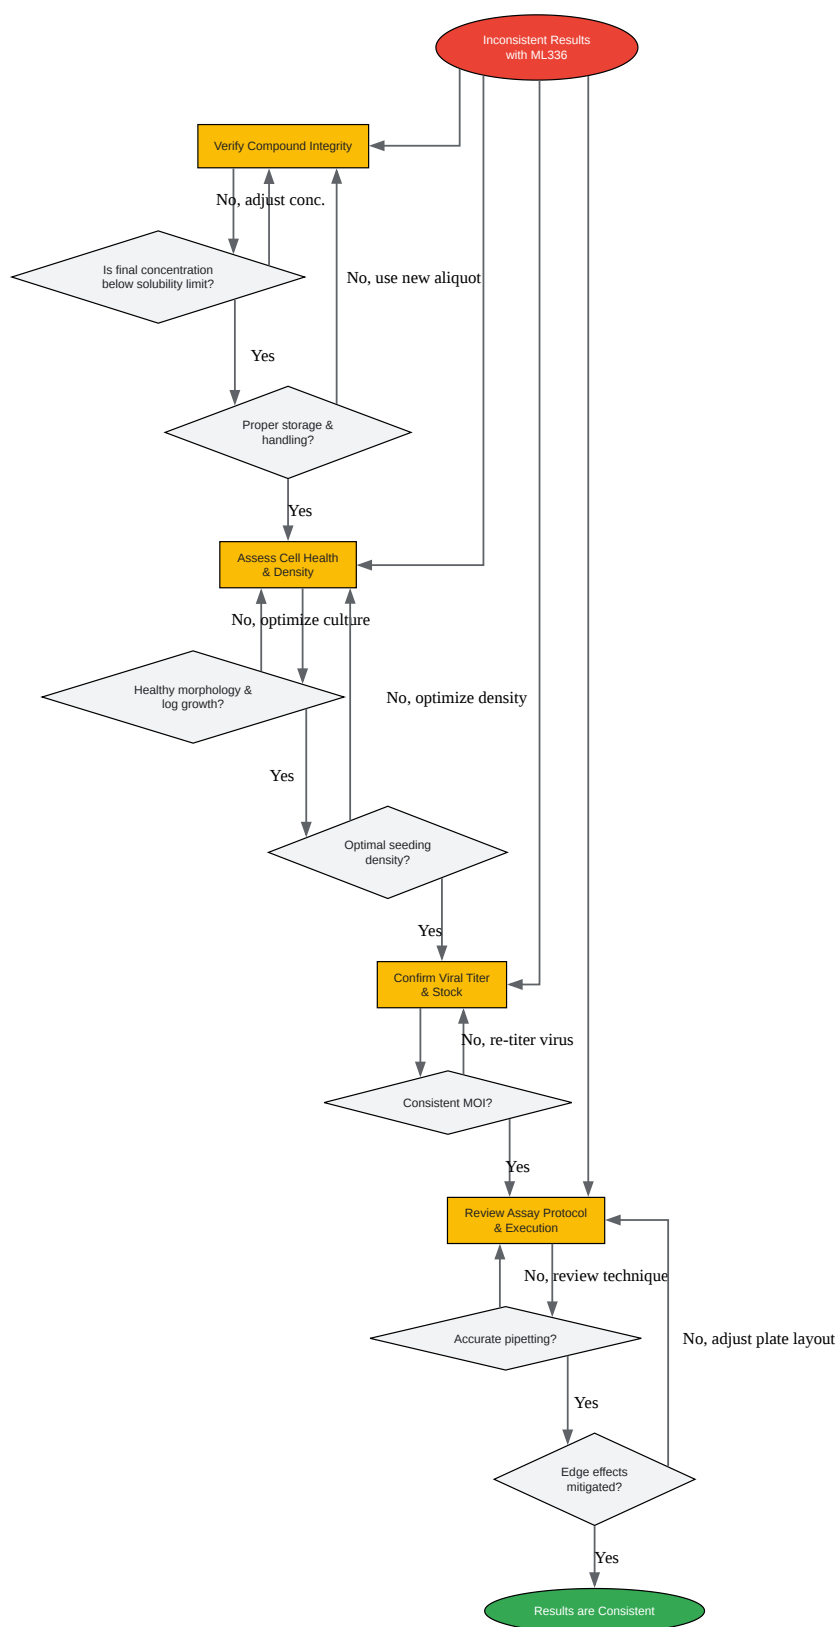 Inconsistent Results
with ML336
Verify Compound Integrity
No, adjust conc.
Is final concentration
below solubility limit?
No, use new aliquot
Yes
Proper storage &
handling?
Yes
Assess Cell Health
& Density
No, optimize culture
Healthy morphology &
log growth?
No, optimize density
Yes
Optimal seeding
density?
Yes
Confirm Viral Titer
& Stock
No, re-titer virus
Consistent MOI?
Yes
Review Assay Protocol
& Execution
No, review technique
Accurate pipetting?
No, adjust plate layout
Yes
Edge effects
mitigated?
Yes
Results are Consistent